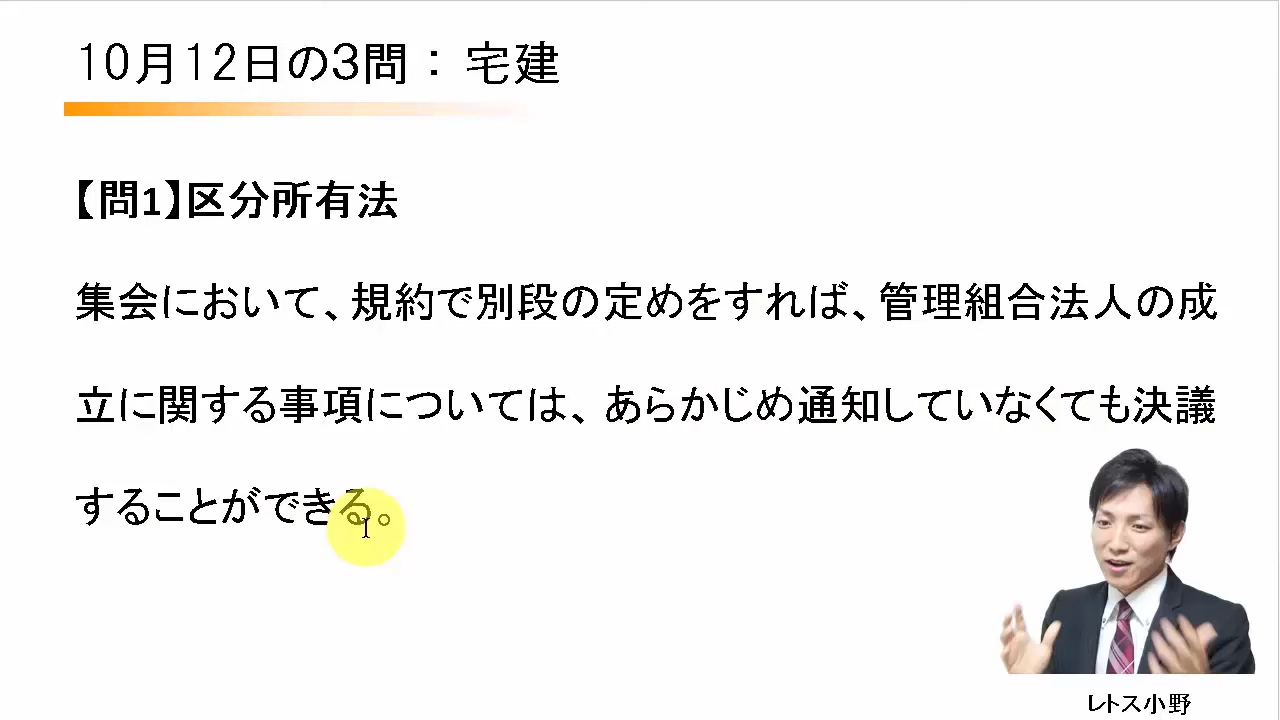 10月12日の3問：宅建
【問1】区分所有法
集会において、規約で別段の定めをすれば、管理組合法人の成
立に関する事項については、あらかじめ通知していなくても決議
することができる。
レトス小野